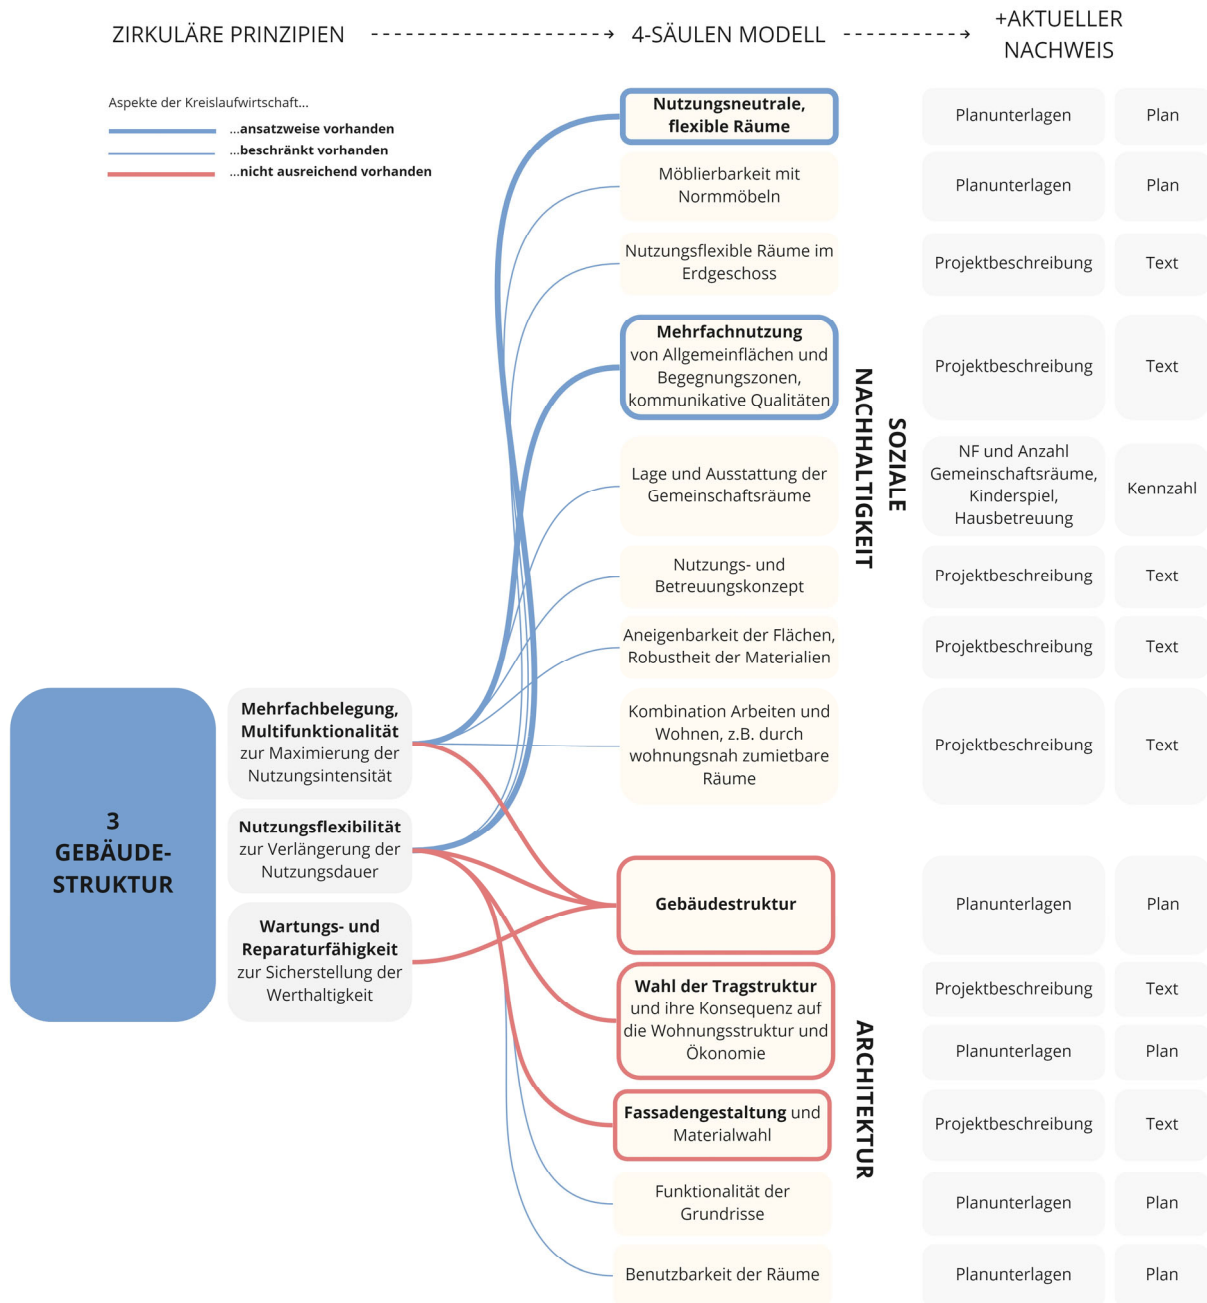 ZIRKULÄRE PRINZIPIEN
4-SÄULEN MODELL
+AKTUELLER
NACHWEIS
Aspekte der Kreislaufwirtschaft...
...ansatzweise vorhanden
...beschränkt vorhanden
...nicht ausreichend vorhanden
3
GEBÄUDE-
STRUKTUR
Mehrfachbelegung,
Multifunktionalität
zur Maximierung der
Nutzungsintensität
Nutzungsflexibilität
zur Verlängerung der
Nutzungsdauer
Wartungs- und
Reparaturfähigkeit
zur Sicherstellung der
Werthaltigkeit
SOZIALE
NACHHALTIGKEIT
Nutzungsneutrale,
flexible Räume
Planunterlagen
Plan
Möblierbarkeit mit
Normmöbeln
Planunterlagen
Plan
Nutzungsflexible Räume im
Erdgeschoss
Projektbeschreibung
Text
Mehrfachnutzung
von Allgemeinflächen und
Begegnungszonen,
kommunikative Qualitäten
Projektbeschreibung
Text
Lage und Ausstattung der
Gemeinschaftsräume
NF und Anzahl
Gemeinschaftsräume,
Kinderspiel,
Hausbetreuung
Kennzahl
Nutzungs- und
Betreuungskonzept
Projektbeschreibung
Text
Aneigenbarkeit der Flächen,
Robustheit der Materialien
Projektbeschreibung
Text
Kombination Arbeiten und
Wohnen, z.B. durch
wohnungsnah zumietbare
Räume
Projektbeschreibung
Text
ARCHITEKTUR
Gebäudestruktur
Planunterlagen
Plan
Wahl der Tragstruktur
und ihre Konsequenz auf
die Wohnungsstruktur und
Ökonomie
Projektbeschreibung
Text
Planunterlagen
Plan
Fassadengestaltung und
Materialwahl
Projektbeschreibung
Text
Funktionalität der
Grundrisse
Planunterlagen
Plan
Benutzbarkeit der Räume
Planunterlagen
Plan